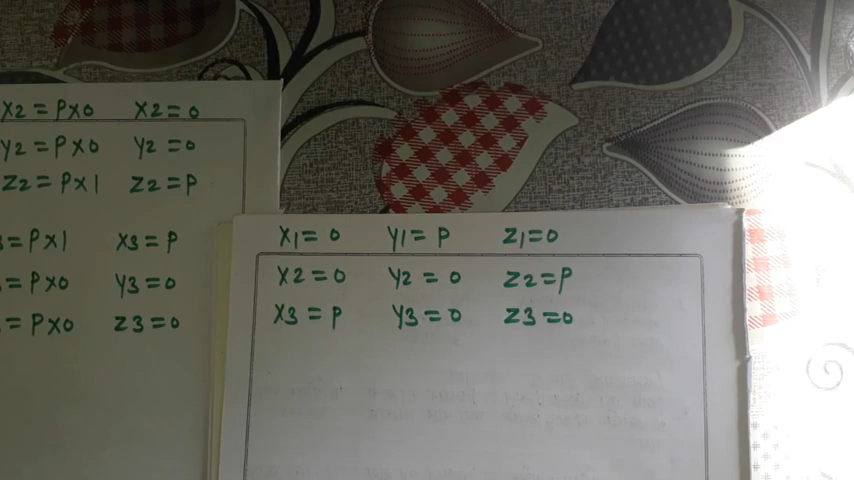 X2 = P×0 X2 = 0
Y2 = P×0 Y2 = 0
Z2 = P×1 Z2 = P
3 = P×1 X3 = P
= P×0 Y3 = 0
= P×0 Z3 = 0
X1 = 0 Y1 = P Z1 = 0
X2 = 0 Y2 = 0 Z2 = P
X3 = P Y3 = 0 Z3 = 0